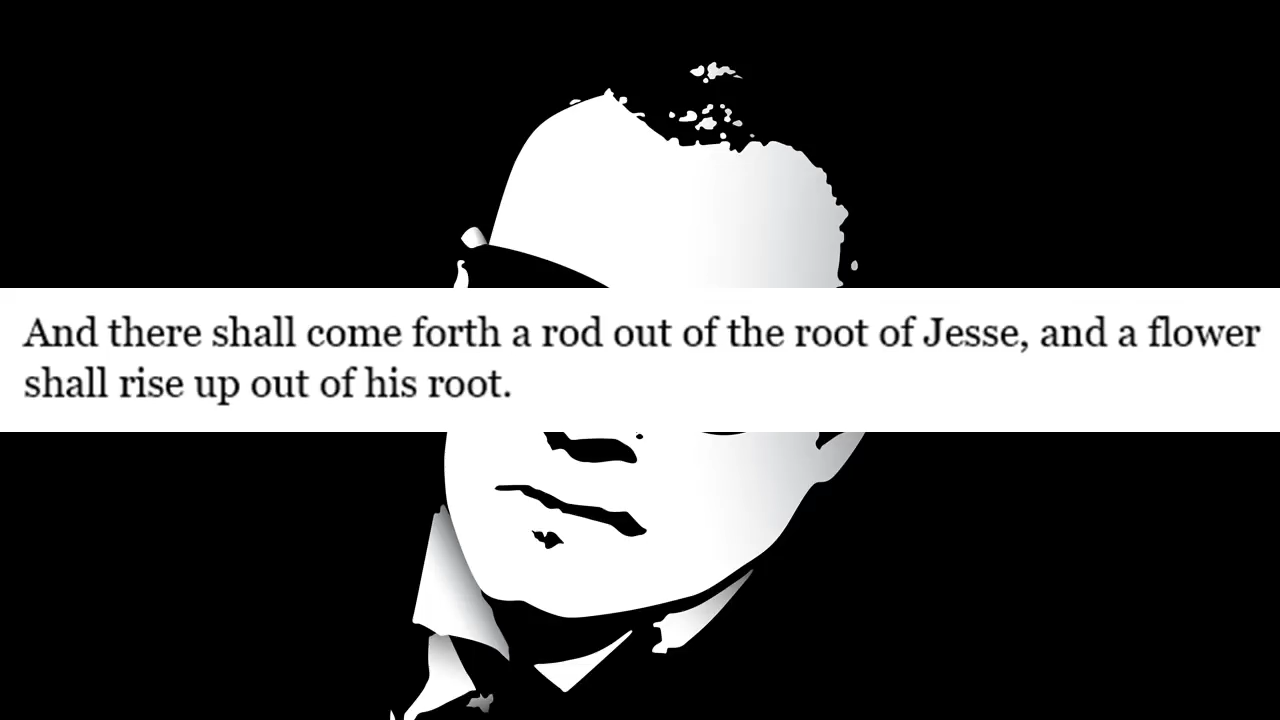 And there shall come forth a rod out of the root of Jesse, and a flower
shall rise up out of his root.